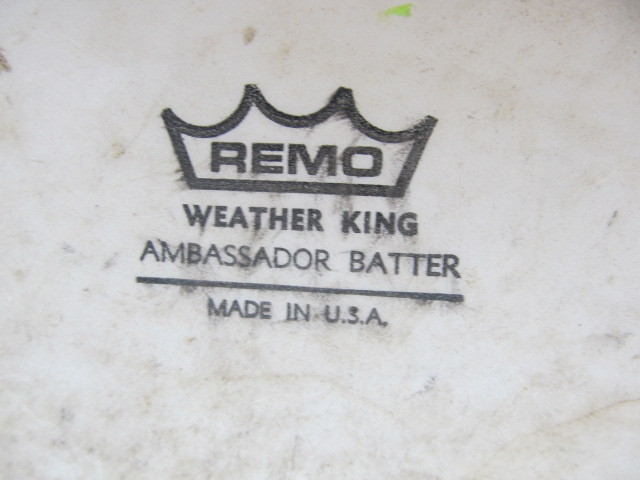 REMO
WEATHER KING
AMBASSADOR BATTER
MADE IN U.S.A.